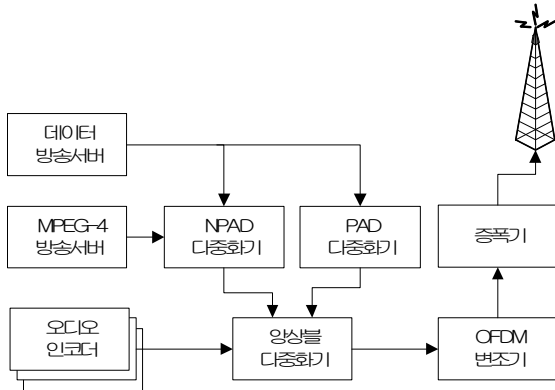 데이터
방송서버
MPEG-4
방송서버
NPAD
다중화기
PAD
다중화기
증폭기
오디오
인코더
앙상블
다중화기
OFDM
변조기